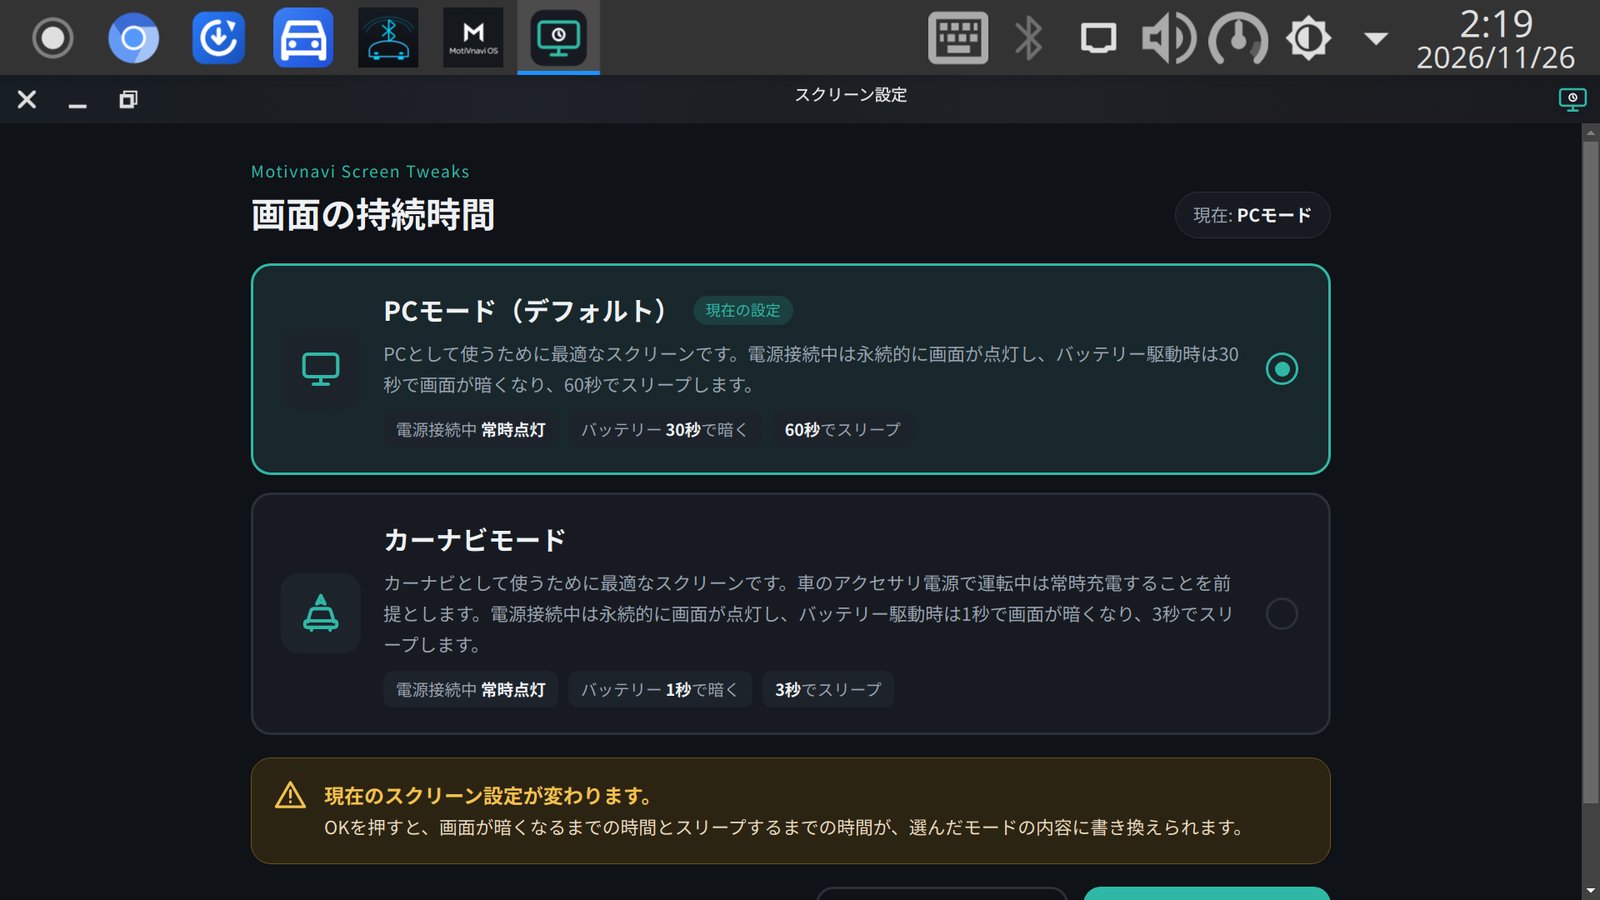 M
MotiVnavi OS
2:19
2026/11/26
スクリーン設定
Motivnavi Screen Tweaks
画面の持続時間
現在: PCモード
PCモード（デフォルト）
現在の設定
PCとして使うために最適なスクリーンです。電源接続中は永続的に画面が点灯し、バッテリー駆動時は30
秒で画面が暗くなり、60秒でスリープします。
電源接続中 常時点灯
バッテリー 30秒で暗く
60秒でスリープ
カーナビモード
カーナビとして使うために最適なスクリーンです。車のアクセサリ電源で運転中は常時充電することを前
提とします。電源接続中は永続的に画面が点灯し、バッテリー駆動時は1秒で画面が暗くなり、3秒でスリ
ープします。
電源接続中 常時点灯
バッテリー 1秒で暗く
3秒でスリープ
現在のスクリーン設定が変わります。
OKを押すと、画面が暗くなるまでの時間とスリープするまでの時間が、選んだモードの内容に書き換えられます。